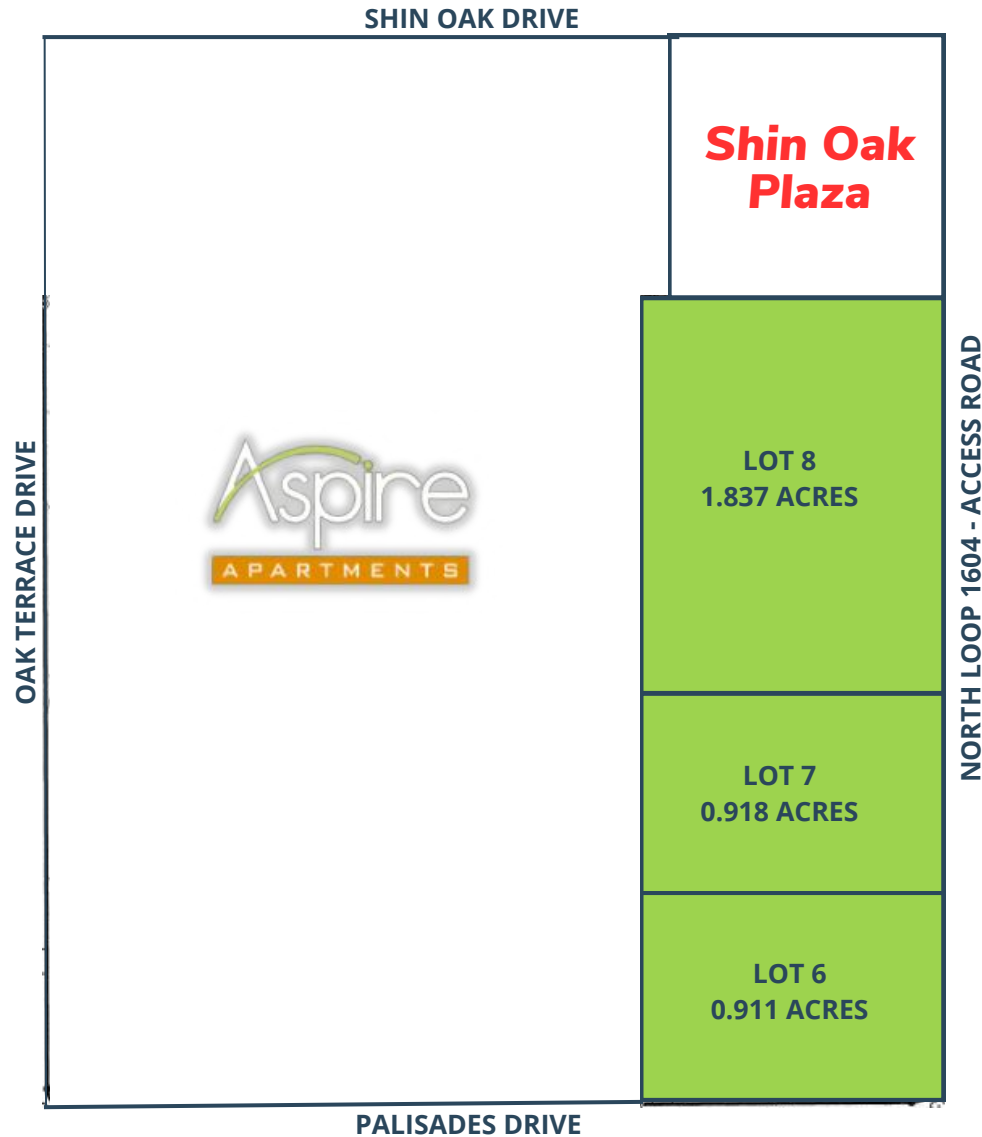 SHIN OAK DRIVE
Shin Oak
Plaza
OAK TERRACE DRIVE
Aspire
APARTMENTS
LOT 8
1.837 ACRES
NORTH LOOP 1604 - ACCESS ROAD
LOT 7
0.918 ACRES
LOT 6
0.911 ACRES
PALISADES DRIVE